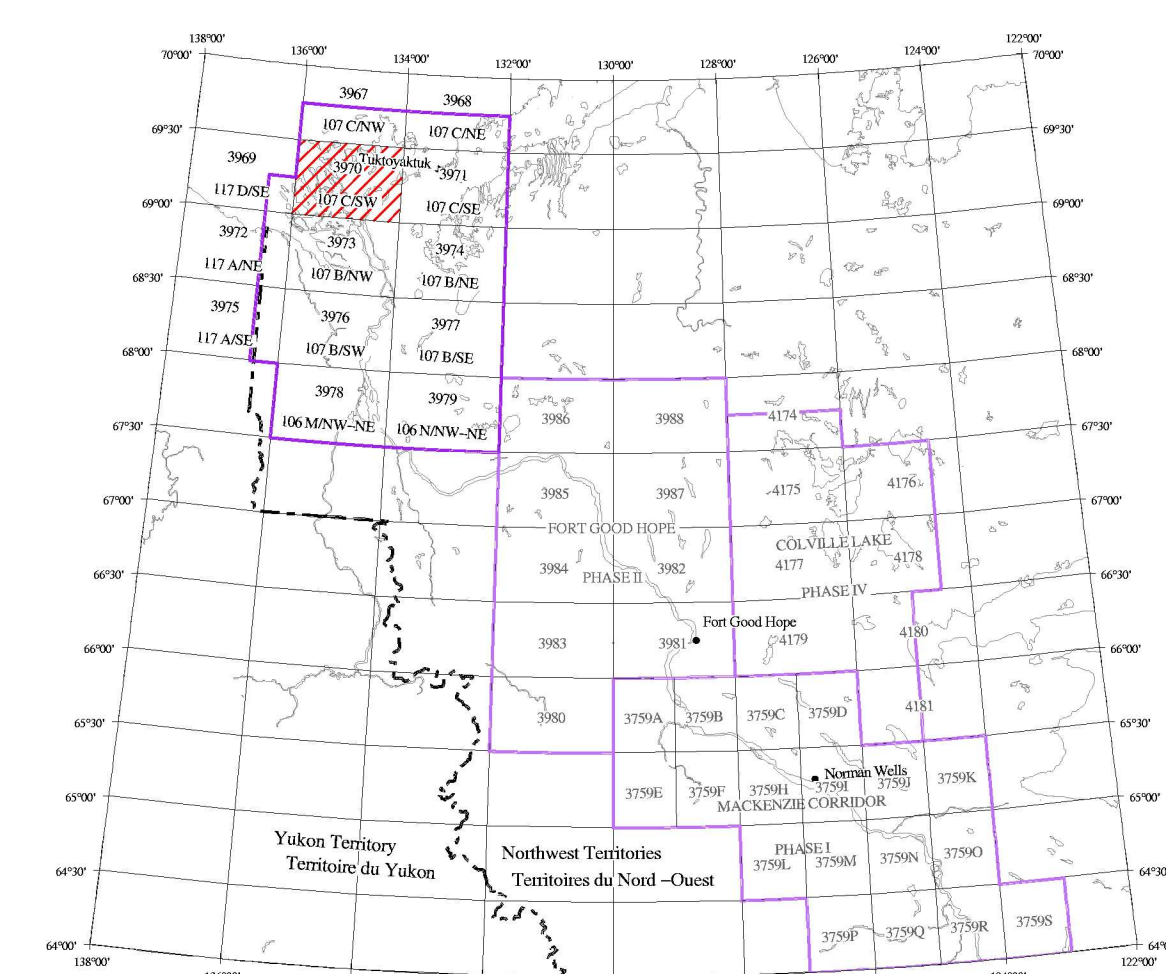 138°00' 136°00' 134°00' 132°00' 130°00' 128°00' 126°00' 124°00' 122°00'
70°00' 70°00'
3967 3968
107 C/NW 107 C/NE
69°30' 69°30'
3969 3970 Tuktoyaktuk 3971
117 D/SE 107 C/SW 107 C/SE
69°00' 69°00'
3972 3973 3974
117 A/NE 107 B/NW 107 B/NE
68°30' 68°30'
3975 3976 3977
117 A/SE 107 B/SW 107 B/SE
68°00' 68°00'
3978 3979 3986 3988 4174
106 M/NW–NE 106 N/NW–NE
67°30' 67°30'
3985 3987 4175 4176
67°00' 67°00'
FORT GOOD HOPE COLVILLE LAKE
3984 3982 4177 4178
PHASE II PHASE IV
66°30' 66°30'
Fort Good Hope
3983 3981 4179 4180
66°00' 66°00'
3980 3759A 3759B 3759C 3759D 4181
65°30' 65°30'
Norman Wells
3759E 3759F 3759H 3759I 3759J 3759K
MACKENZIE CORRIDOR
65°00' 65°00'
Yukon Territory
Territoire du Yukon
Northwest Territories
Territoires du Nord –Ouest
PHASE I
3759L 3759M 3759N 3759O
64°30' 64°30'
3759P 3759Q 3759R 3759S
64°00'
138°00' 122°00'